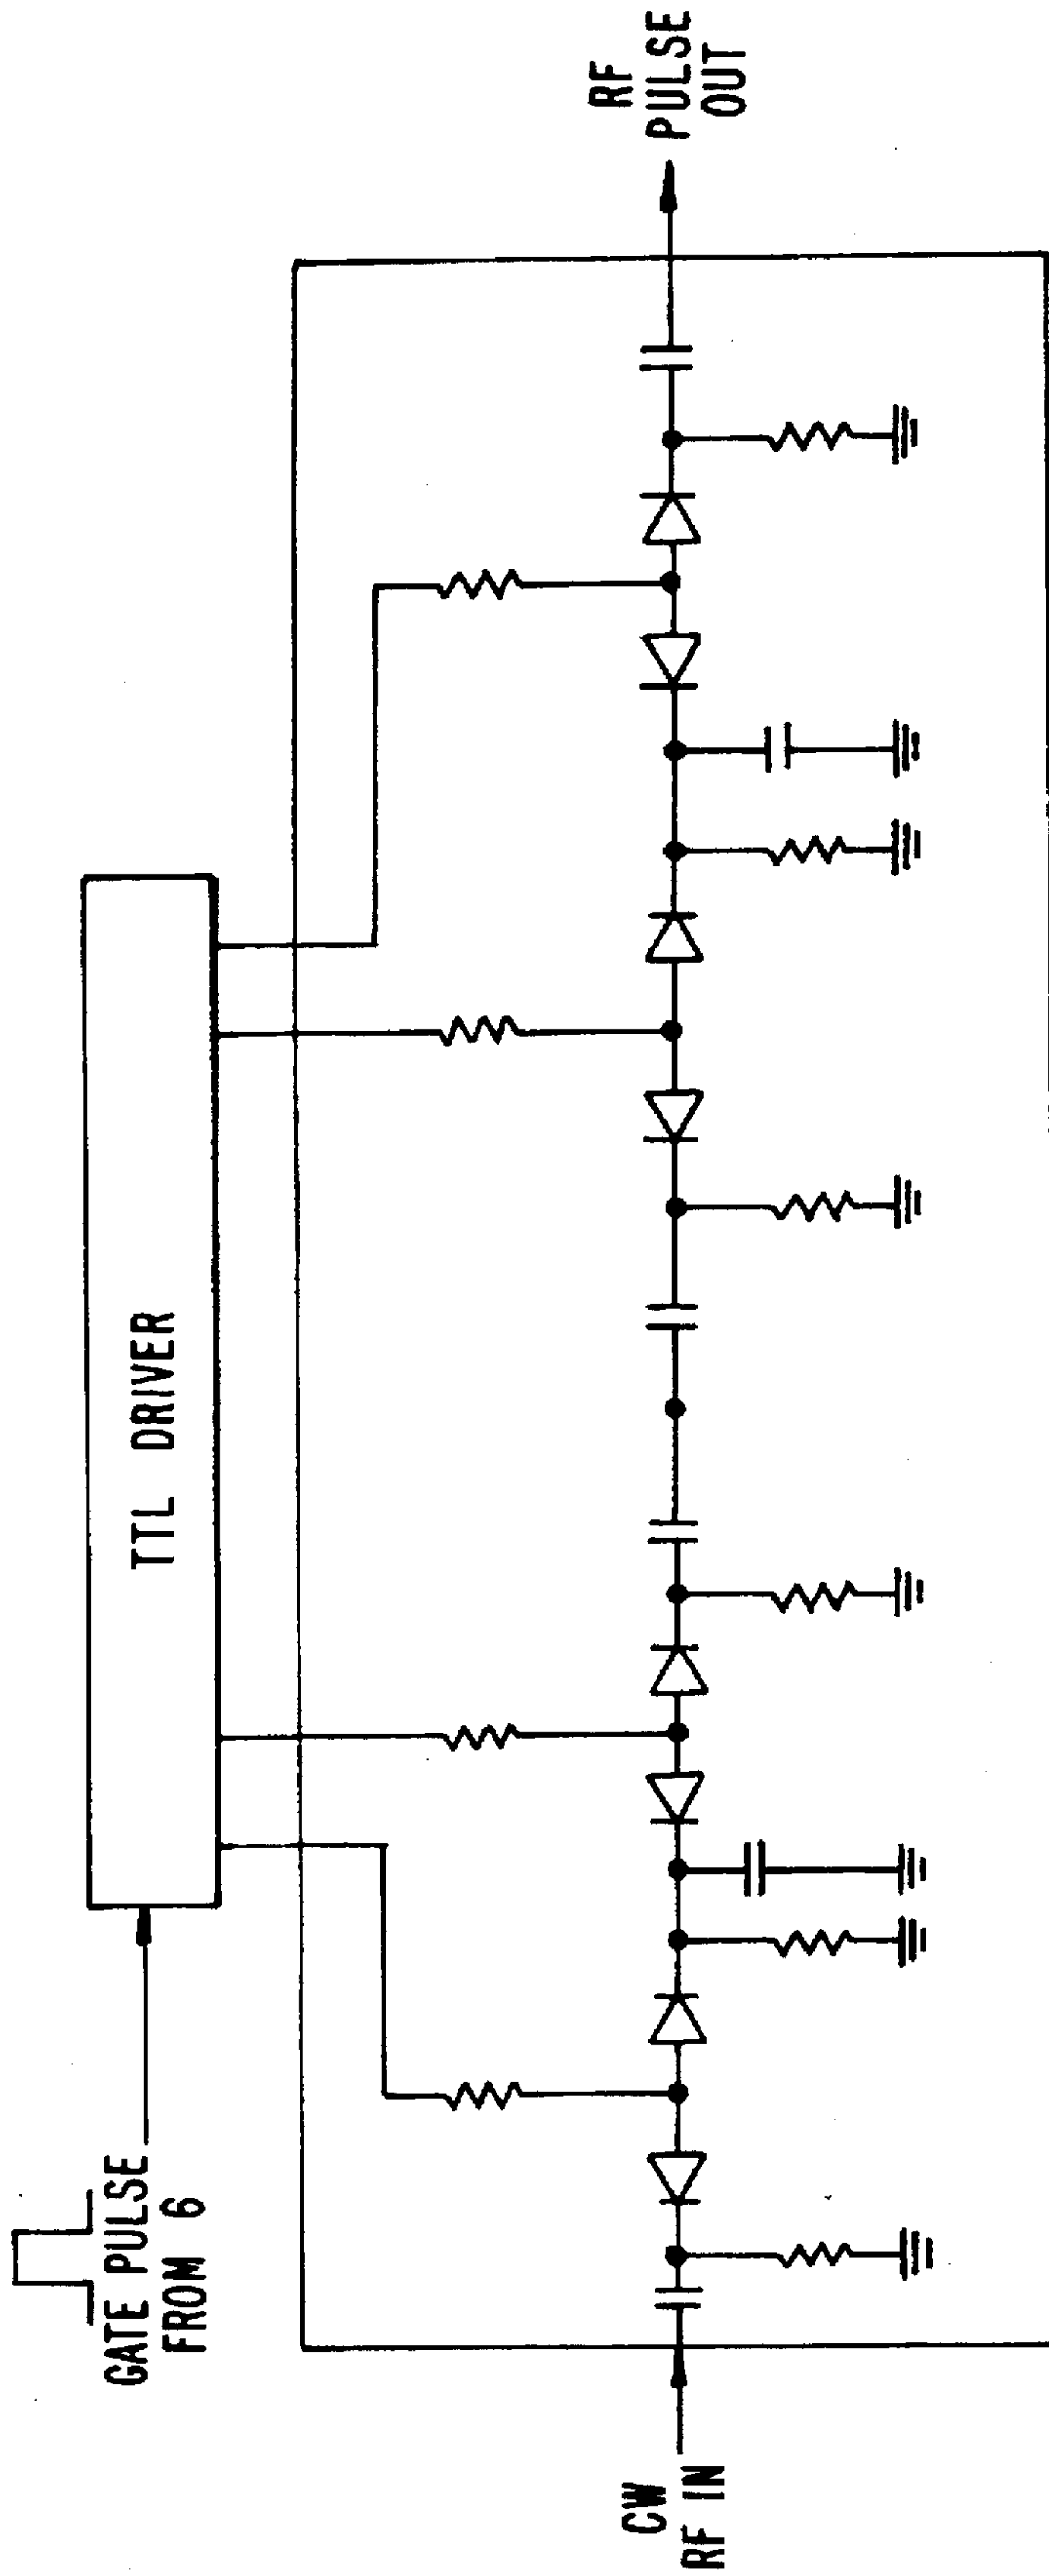 GATE PULSE
FROM 6
TTL DRIVER
CW
RF IN
RF
PULSE
OUT